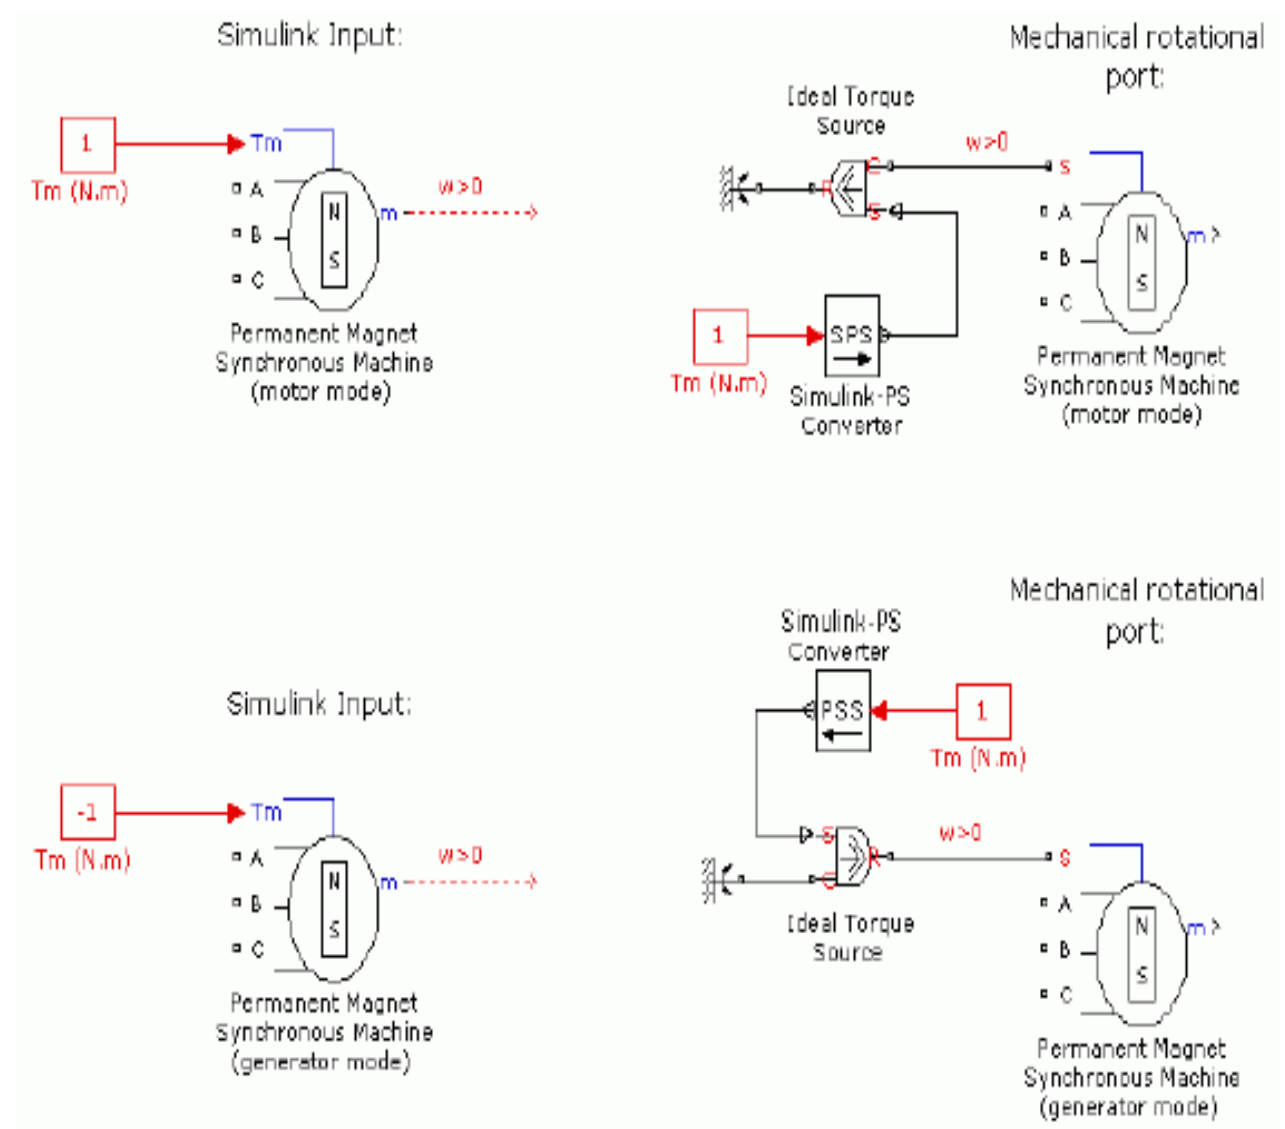 Simulink Input:
1
Tm (N.m)
Tm
A
B
C
N
S
m
w>0
Permanent Magnet
Synchronous Machine
(motor mode)
Mechanical rotational
port:
Ideal Torque
Source
C
R
S
w>0
S
A
B
C
N
S
m
1
Tm (N.m)
SPS
Simulink-PS
Converter
Permanent Magnet
Synchronous Machine
(motor mode)
Simulink Input:
-1
Tm (N.m)
Tm
A
B
C
N
S
m
w>0
Permanent Magnet
Synchronous Machine
(generator mode)
Mechanical rotational
port:
Simulink-PS
Converter
PSS
1
Tm (N.m)
S
R
C
w>0
S
Ideal Torque
Source
A
B
C
N
S
m
Permanent Magnet
Synchronous Machine
(generator mode)